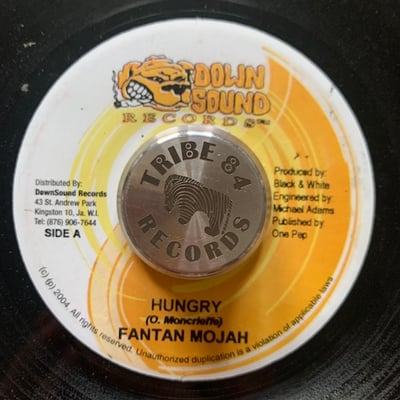 DOWN
SOUND
RECORDS™
Distributed By:
DownSound Records
43 St. Andrew Park
Kingston 10, Ja. W.I.
Tel: (876) 906-7644
SIDE A
TRIBE 84
RECORDS
Produced by:
Black & White
Engineered by:
Michael Adams
Published by:
One Pep
HUNGRY
(O. Moncrieffe)
FANTAN MOJAH
(c) (p) 2004. All rights reserved. Unauthorized duplication is a violation of applicable laws